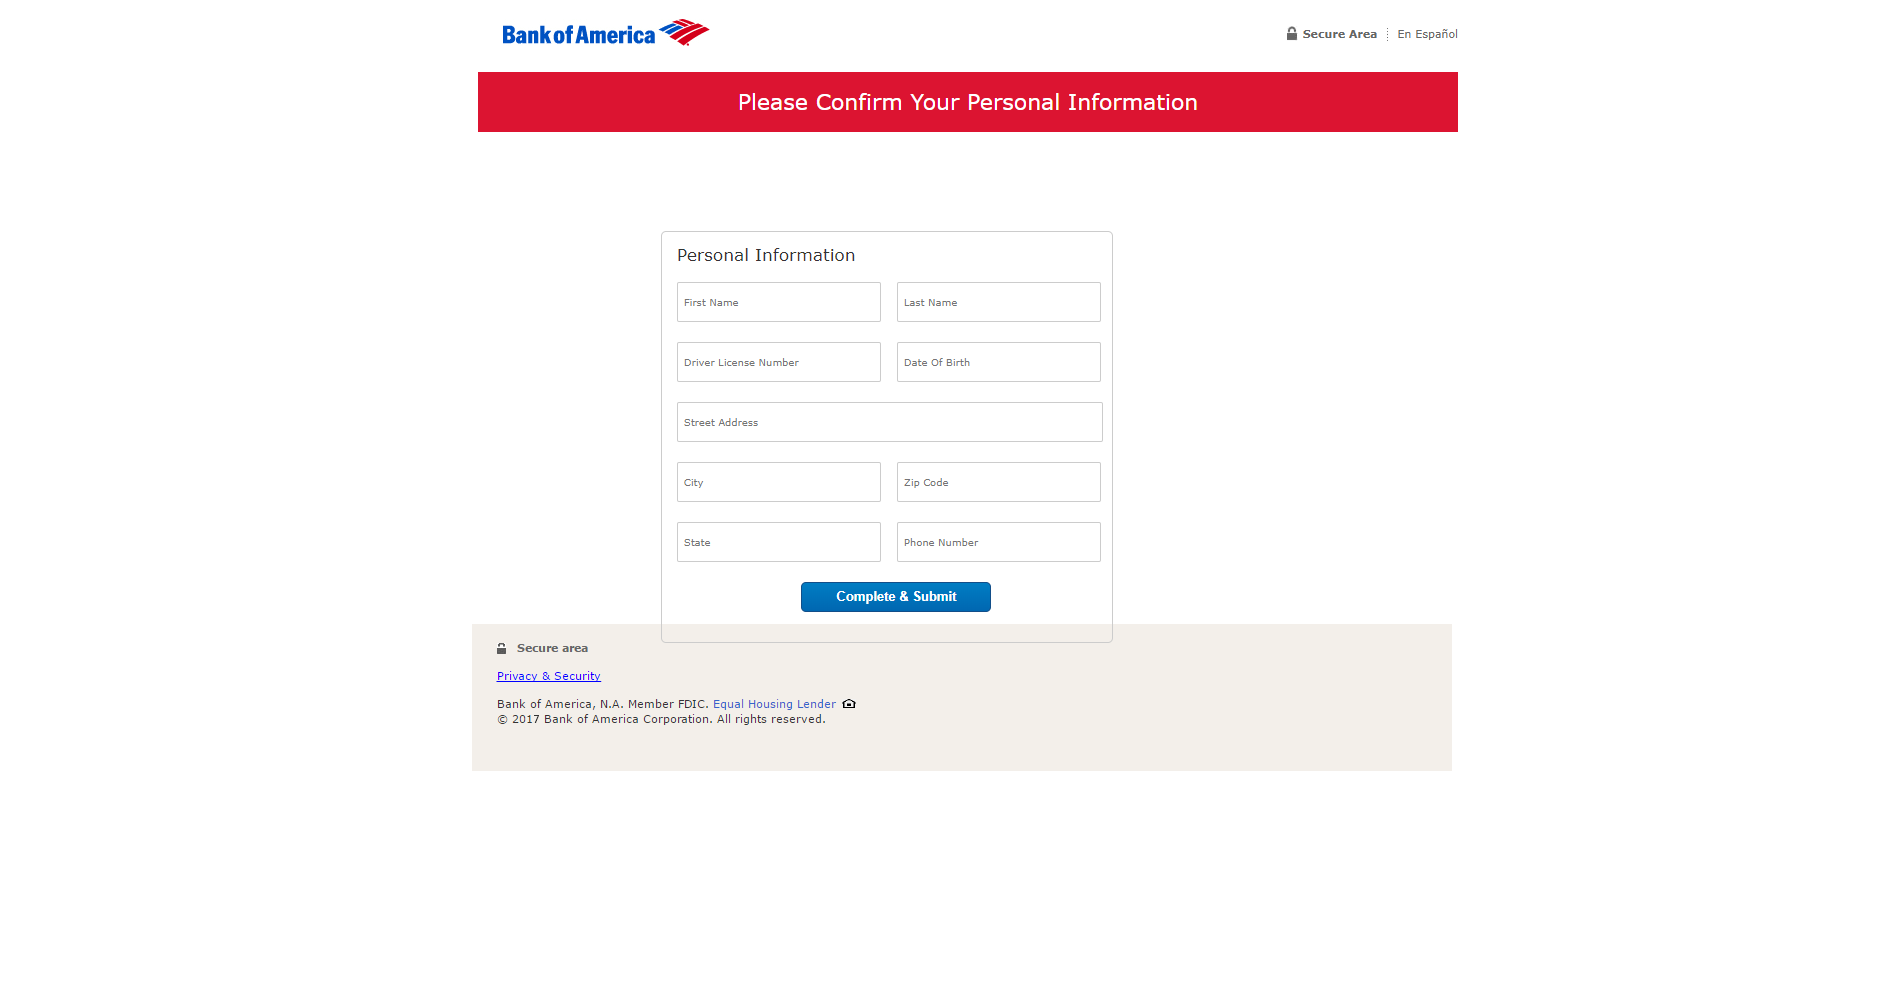 Bank of America
Secure Area
En Español
Please Confirm Your Personal Information
Personal Information
First Name
Last Name
Driver License Number
Date Of Birth
Street Address
City
Zip Code
State
Phone Number
Complete & Submit
Secure area
Privacy & Security
Bank of America, N.A. Member FDIC. Equal Housing Lender
© 2017 Bank of America Corporation. All rights reserved.